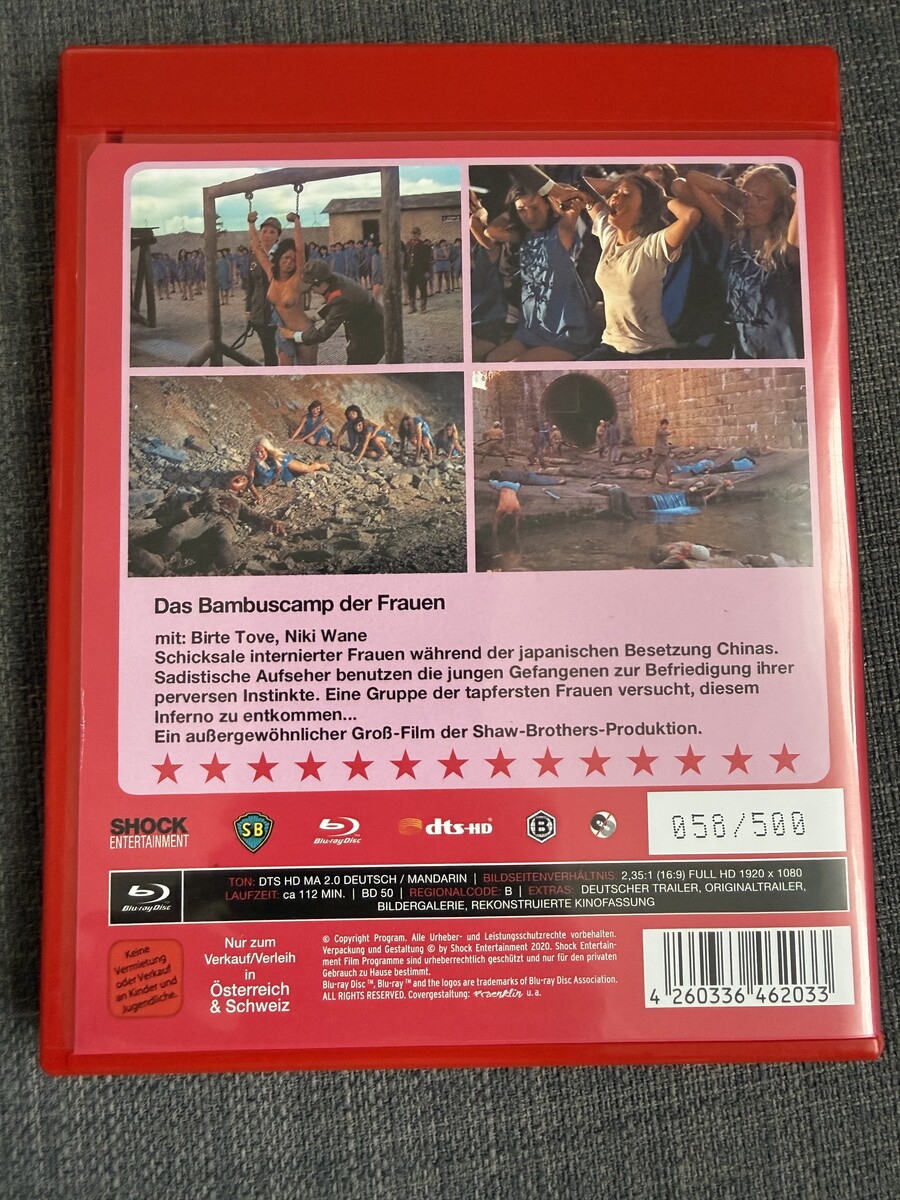 Das Bambuscamp der Frauen
mit: Birte Tove, Niki Wane
Schicksale internierter Frauen während der japanischen Besetzung Chinas.
Sadistische Aufseher benutzen die jungen Gefangenen zur Befriedigung ihrer
perversen Instinkte. Eine Gruppe der tapfersten Frauen versucht, diesem
Inferno zu entkommen...
Ein außergewöhnlicher Groß-Film der Shaw-Brothers-Produktion.
SHOCK
ENTERTAINMENT
SB
Blu-ray Disc
dts-HD
B
058/500
Blu-ray Disc
TON: DTS HD MA 2.0 DEUTSCH / MANDARIN | BILDSEITENVERHÄLTNIS: 2,35:1 (16:9) FULL HD 1920 x 1080
LAUFZEIT: ca 112 MIN. | BD 50 | REGIONALCODE: B | EXTRAS: DEUTSCHER TRAILER, ORIGINALTRAILER,
BILDERGALERIE, REKONSTRUIERTE KINOFASSUNG
Keine
Vermietung
oder Verkauf
an Kinder und
Jugendliche.
Nur zum
Verkauf/Verleih
in
Österreich
& Schweiz
© Copyright Program. Alle Urheber- und Leistungsschutzrechte vorbehalten.
Verpackung und Gestaltung © by Shock Entertainment 2020. Shock Entertain-
ment Film Programme sind urheberrechtlich geschützt und nur für den privaten
Gebrauch zu Hause bestimmt.
Blu-ray Disc™, Blu-ray™ and the logos are trademarks of Blu-ray Disc Association.
ALL RIGHTS RESERVED. Covergestaltung: u.a.
4 260336 462033